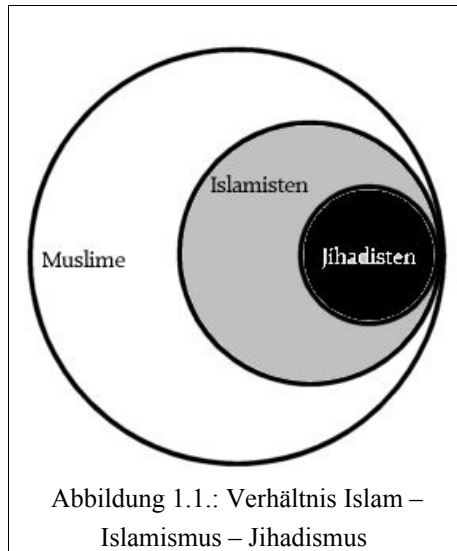 Islamisten
Jihadisten
Muslime
Abbildung 1.1.: Verhältnis Islam –
Islamismus – Jihadismus